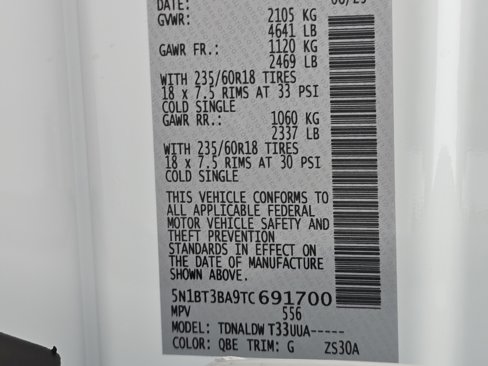 DATE:
GVWR: 2105 KG
4641 LB
GAWR FR.: 1120 KG
2469 LB
WITH 235/60R18 TIRES
18 x 7.5 RIMS AT 33 PSI
COLD SINGLE
GAWR RR.: 1060 KG
2337 LB
WITH 235/60R18 TIRES
18 x 7.5 RIMS AT 30 PSI
COLD SINGLE
THIS VEHICLE CONFORMS TO
ALL APPLICABLE FEDERAL
MOTOR VEHICLE SAFETY AND
THEFT PREVENTION
STANDARDS IN EFFECT ON
THE DATE OF MANUFACTURE
SHOWN ABOVE.
5N1BT3BA9TC691700
MPV 556
MODEL: TDNALDW T33UUA-----
COLOR: QBE TRIM: G ZS30A